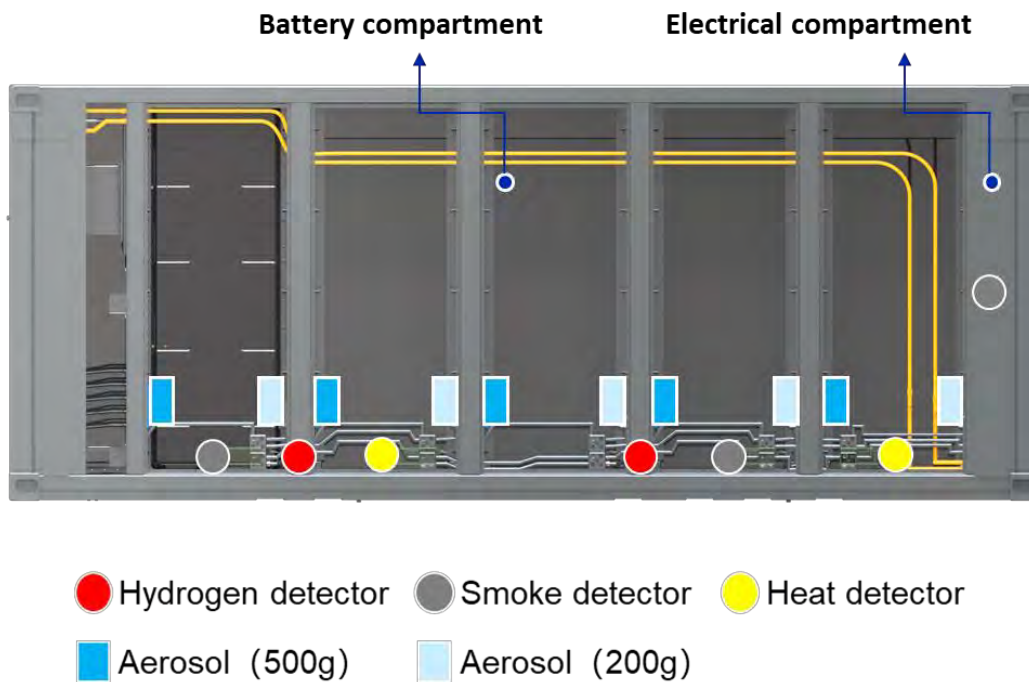 Battery compartment
Electrical compartment
Hydrogen detector
Smoke detector
Heat detector
Aerosol (500g)
Aerosol (200g)